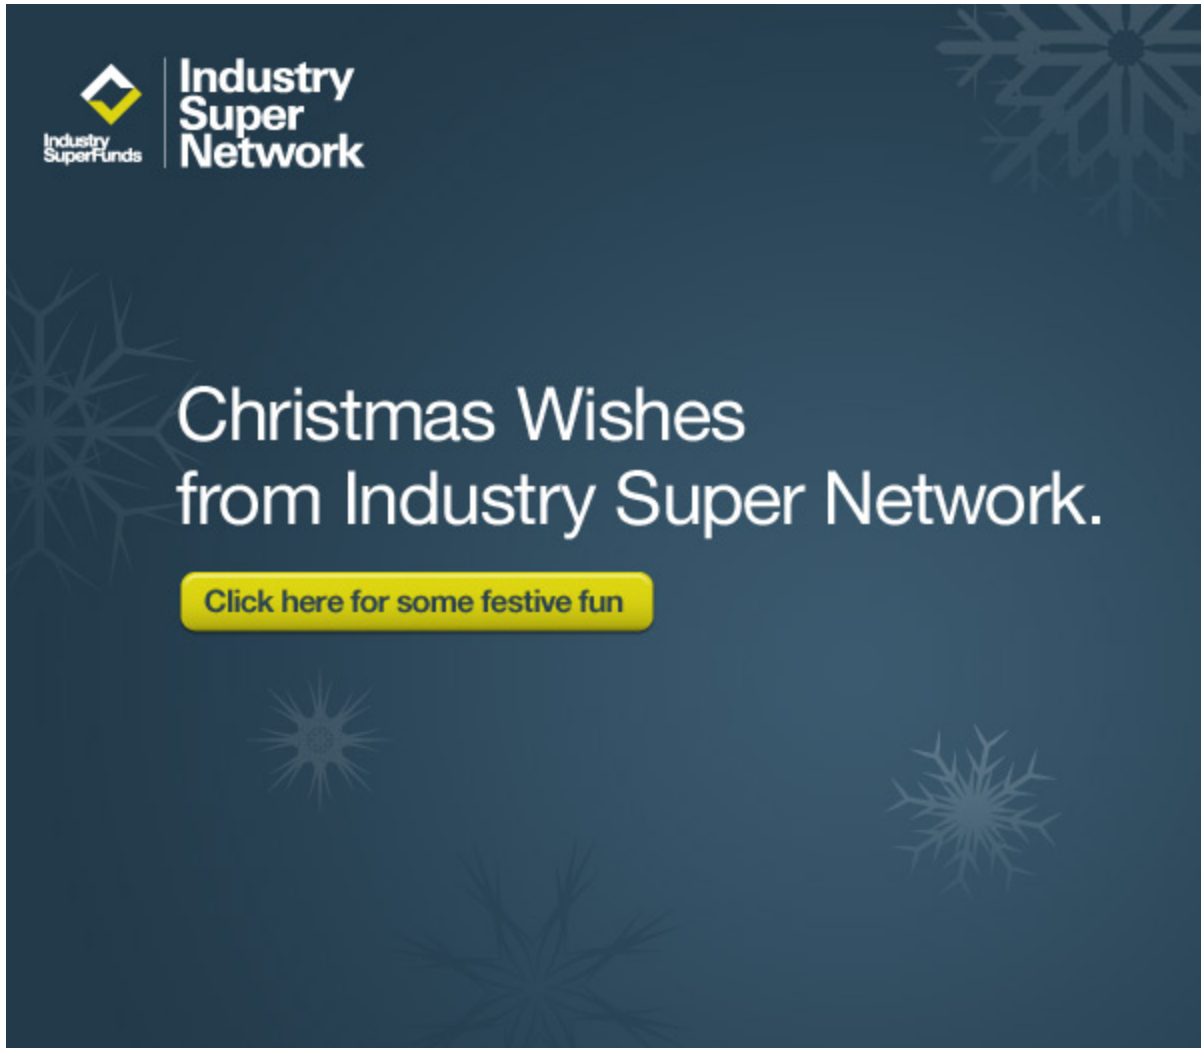 Industry
SuperFunds
Industry
Super
Network
Christmas Wishes
from Industry Super Network.
Click here for some festive fun